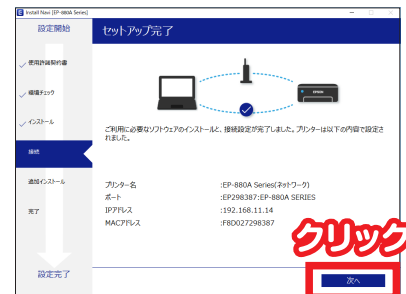 Install Navi [EP-880A Series]
設定開始
セットアップ完了
使用許諾契約書
環境チェック
インストール
接続
追加インストール
完了
設定完了
EPSON
ご利用に必要なソフトウェアのインストールと、接続設定が完了しました。プリンターは以下の内容で設定さ
れました。
プリンター名 :EP-880A Series(ネットワーク)
ポート :EP298387:EP-880A SERIES
IPアドレス :192.168.11.14
MACアドレス :F8D027298387
クリック
次へ